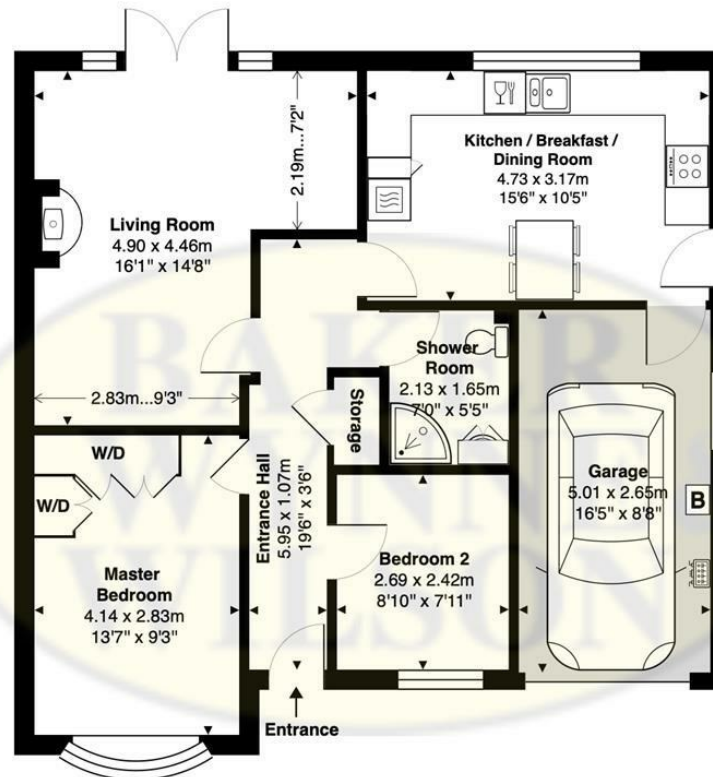 2.19m...7'2"
Kitchen / Breakfast /
Dining Room
4.73 x 3.17m
15'6" x 10'5"
Living Room
4.90 x 4.46m
16'1" x 14'8"
2.83m...9'3"
Shower
Room
2.13 x 1.65m
7'0" x 5'5"
Storage
W/D
W/D
Entrance Hall
5.95 x 1.07m
19'6" x 3'6"
Garage
5.01 x 2.65m
16'5" x 8'8"
B
Master
Bedroom
4.14 x 2.83m
13'7" x 9'3"
Bedroom 2
2.69 x 2.42m
8'10" x 7'11"
Entrance
BAKER
WYNNE
WILSON